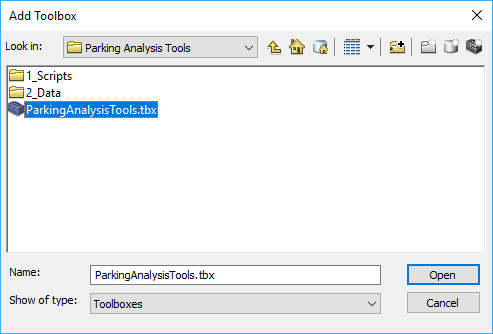 Add Toolbox
Look in: Parking Analysis Tools
1_Scripts
2_Data
ParkingAnalysisTools.tbx
Name: ParkingAnalysisTools.tbx Open
Show of type: Toolboxes Cancel